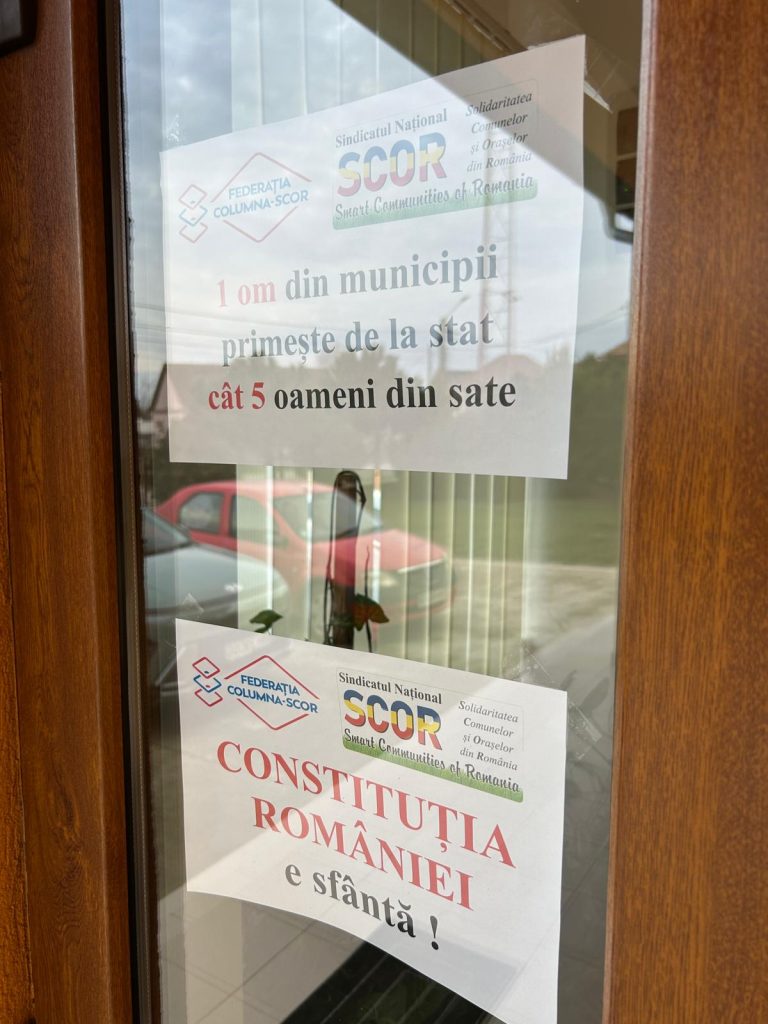 FEDERAȚIA
COLUMNA-SCOR
Sindicatul Național
SCOR
Smart Communities of Romania
Solidaritatea
Comunelor
și Orașelor
din România
1 om din municipii
primește de la stat
cât 5 oameni din sate
FEDERAȚIA
COLUMNA-SCOR
Sindicatul Național
SCOR
Smart Communities of Romania
Solidaritatea
Comunelor
și Orașelor
din România
CONSTITUȚIA
ROMÂNIEI
e sfântă !